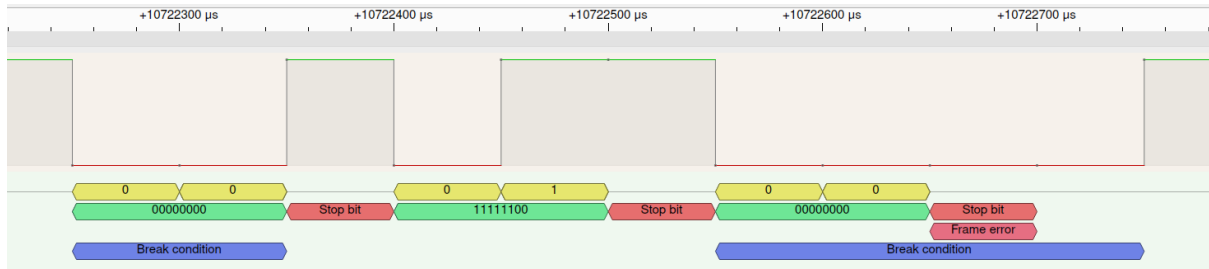 +10722300 µs +10722400 µs +10722500 µs +10722600 µs +10722700 µs
0 0 0 1 0 0
00000000 Stop bit 11111100 Stop bit 00000000 Stop bit
Frame error
Break condition Break condition